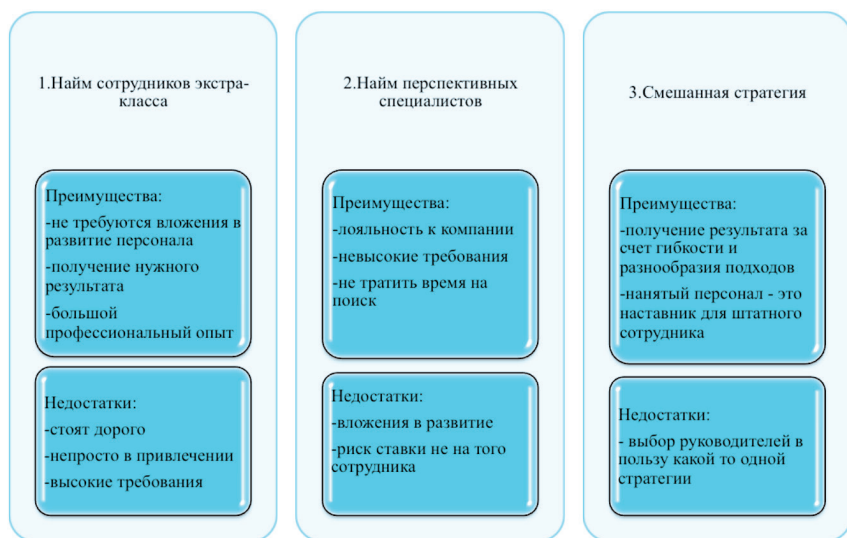 1.Найм сотрудников экстра-
класса
Преимущества:
-не требуются вложения в
развитие персонала
-получение нужного
результата
-большой
профессиональный опыт
Недостатки:
-стоят дорого
-непросто в привлечении
-высокие требования
2.Найм перспективных
специалистов
Преимущества:
-лояльность к компании
-невысокие требования
-не тратить время на
поиск
Недостатки:
-вложения в развитие
-риск ставки не на того
сотрудника
3.Смешанная стратегия
Преимущества:
-получение результата за
счет гибкости и
разнообразия подходов
-нанятый персонал - это
наставник для штатного
сотрудника
Недостатки:
- выбор руководителей в
пользу какой то одной
стратегии